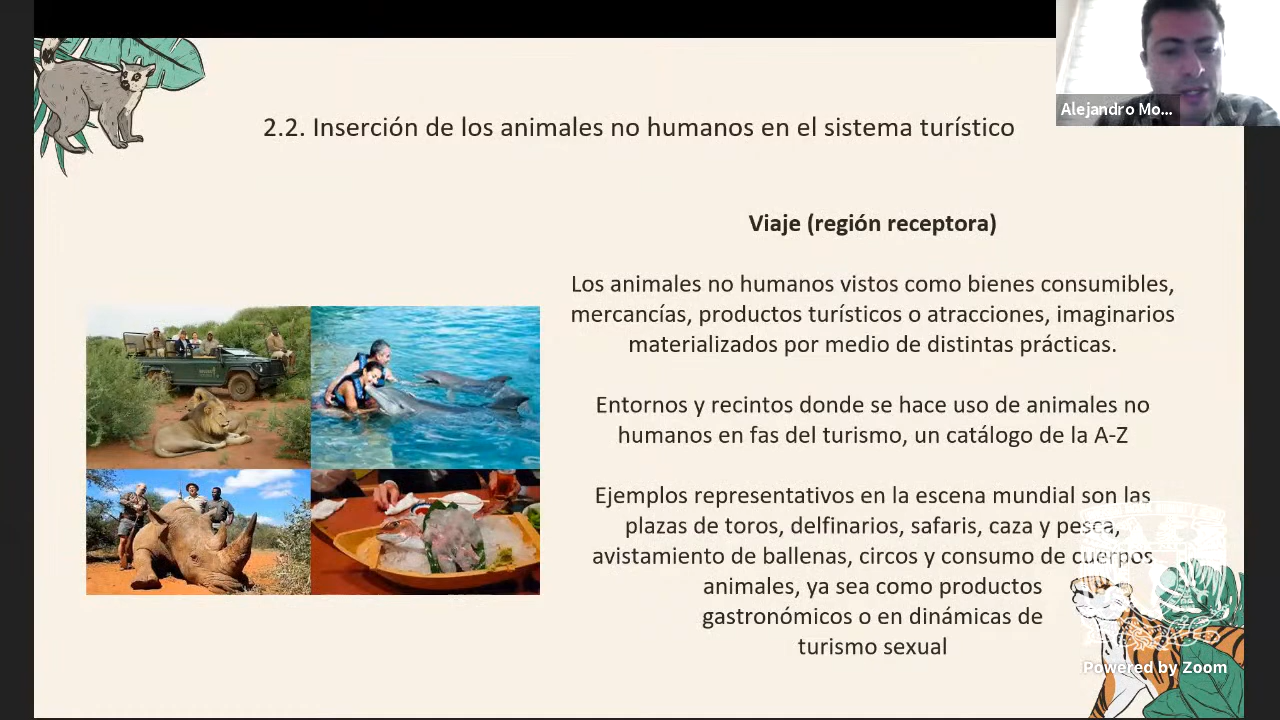 Alejandro Mo...
2.2. Inserción de los animales no humanos en el sistema turístico
Viaje (región receptora)
Los animales no humanos vistos como bienes consumibles,
mercancías, productos turísticos o atracciones, imaginarios
materializados por medio de distintas prácticas.
Entornos y recintos donde se hace uso de animales no
humanos en fas del turismo, un catálogo de la A-Z
Ejemplos representativos en la escena mundial son las
plazas de toros, delfinarios, safaris, caza y pesca,
avistamiento de ballenas, circos y consumo de cuerpos
animales, ya sea como productos
gastronómicos o en dinámicas de
turismo sexual
Powered by Zoom